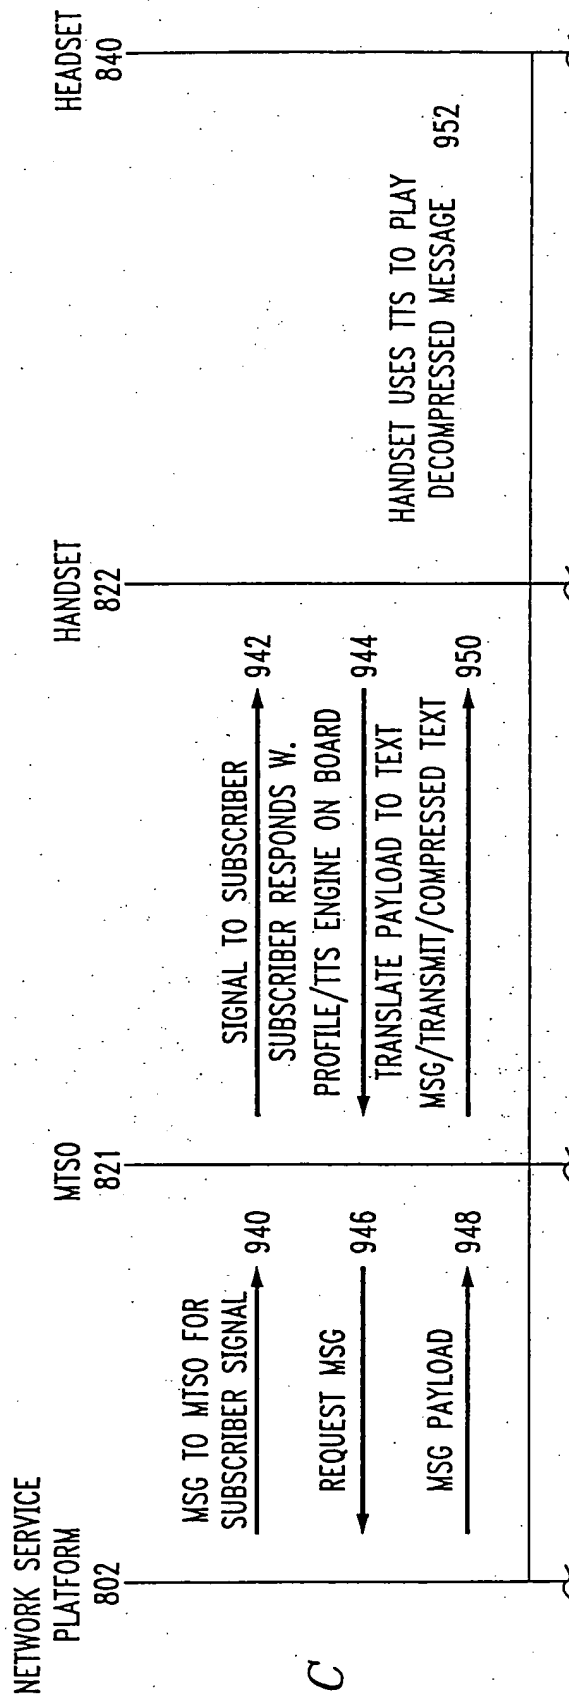 NETWORK SERVICE
PLATFORM
802
MTSO
821
HANDSET
822
HEADSET
840
C
MSG TO MTSO FOR
SUBSCRIBER SIGNAL
940
SIGNAL TO SUBSCRIBER
942
SUBSCRIBER RESPONDS W.
PROFILE/TTS ENGINE ON BOARD
944
REQUEST MSG
946
MSG PAYLOAD
948
TRANSLATE PAYLOAD TO TEXT
MSG/TRANSMIT/COMPRESSED TEXT
950
HANDSET USES TTS TO PLAY
DECOMPRESSED MESSAGE
952